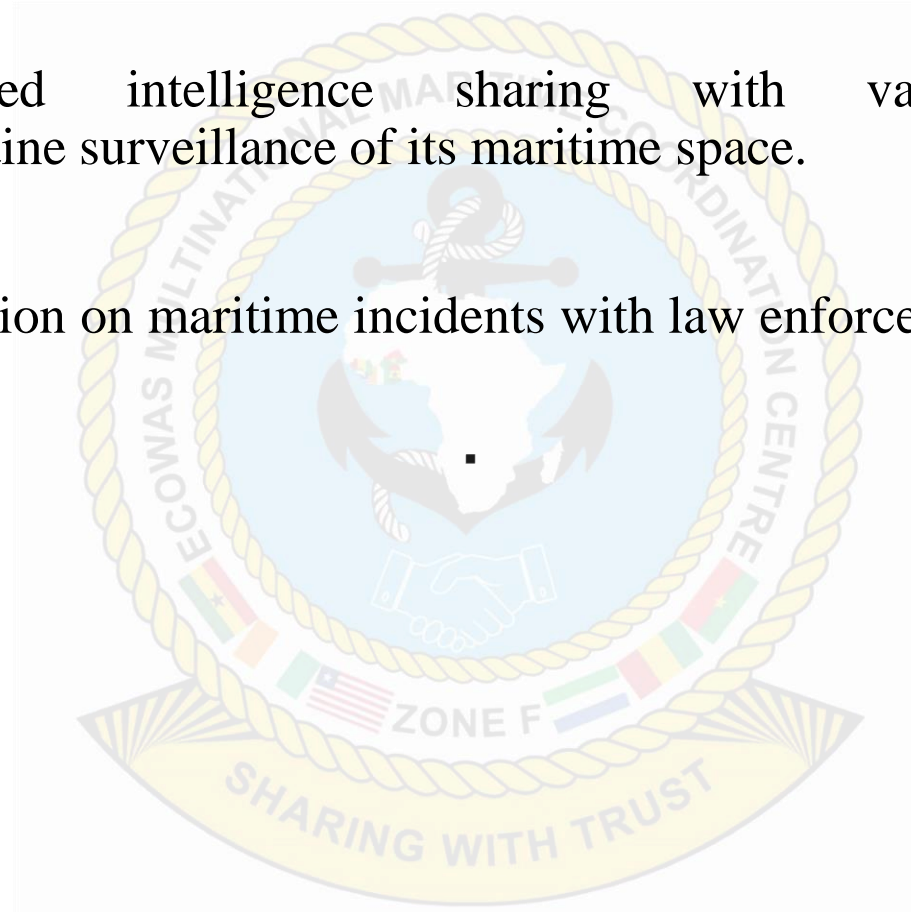 ed intelligence sharing with va
ine surveillance of its maritime space.
ion on maritime incidents with law enforce
ECOWAS MULTINATIONAL MARITIME COORDINATION CENTRE
ZONE F
SHARING WITH TRUST